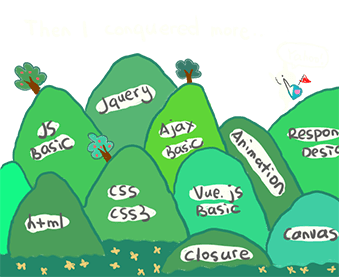 Jquery
JS
Basic
Ajax
Basic
Animation
Respon
Desig
html
css
css3
Vue.js
Basic
Canvas
closure